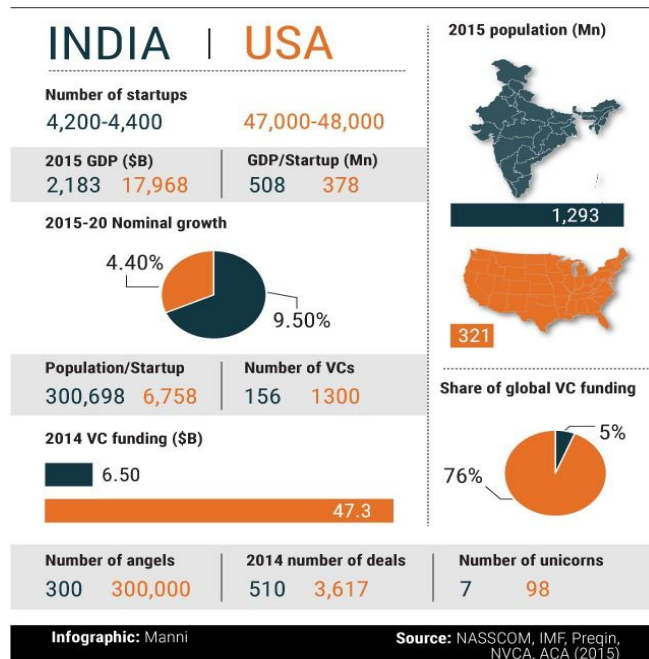 INDIA | USA
Number of startups
4,200-4,400 47,000-48,000
2015 GDP ($B)
2,183 17,968
GDP/Startup (Mn)
508 378
2015-20 Nominal growth
4.40%
9.50%
Population/Startup
300,698 6,758
Number of VCs
156 1300
2014 VC funding ($B)
6.50
47.3
2015 population (Mn)
1,293
321
Share of global VC funding
5%
76%
Number of angels
300 300,000
2014 number of deals
510 3,617
Number of unicorns
7 98
Infographic: Manni
Source: NASSCOM, IMF, Preqin,
NVCA, ACA (2015)